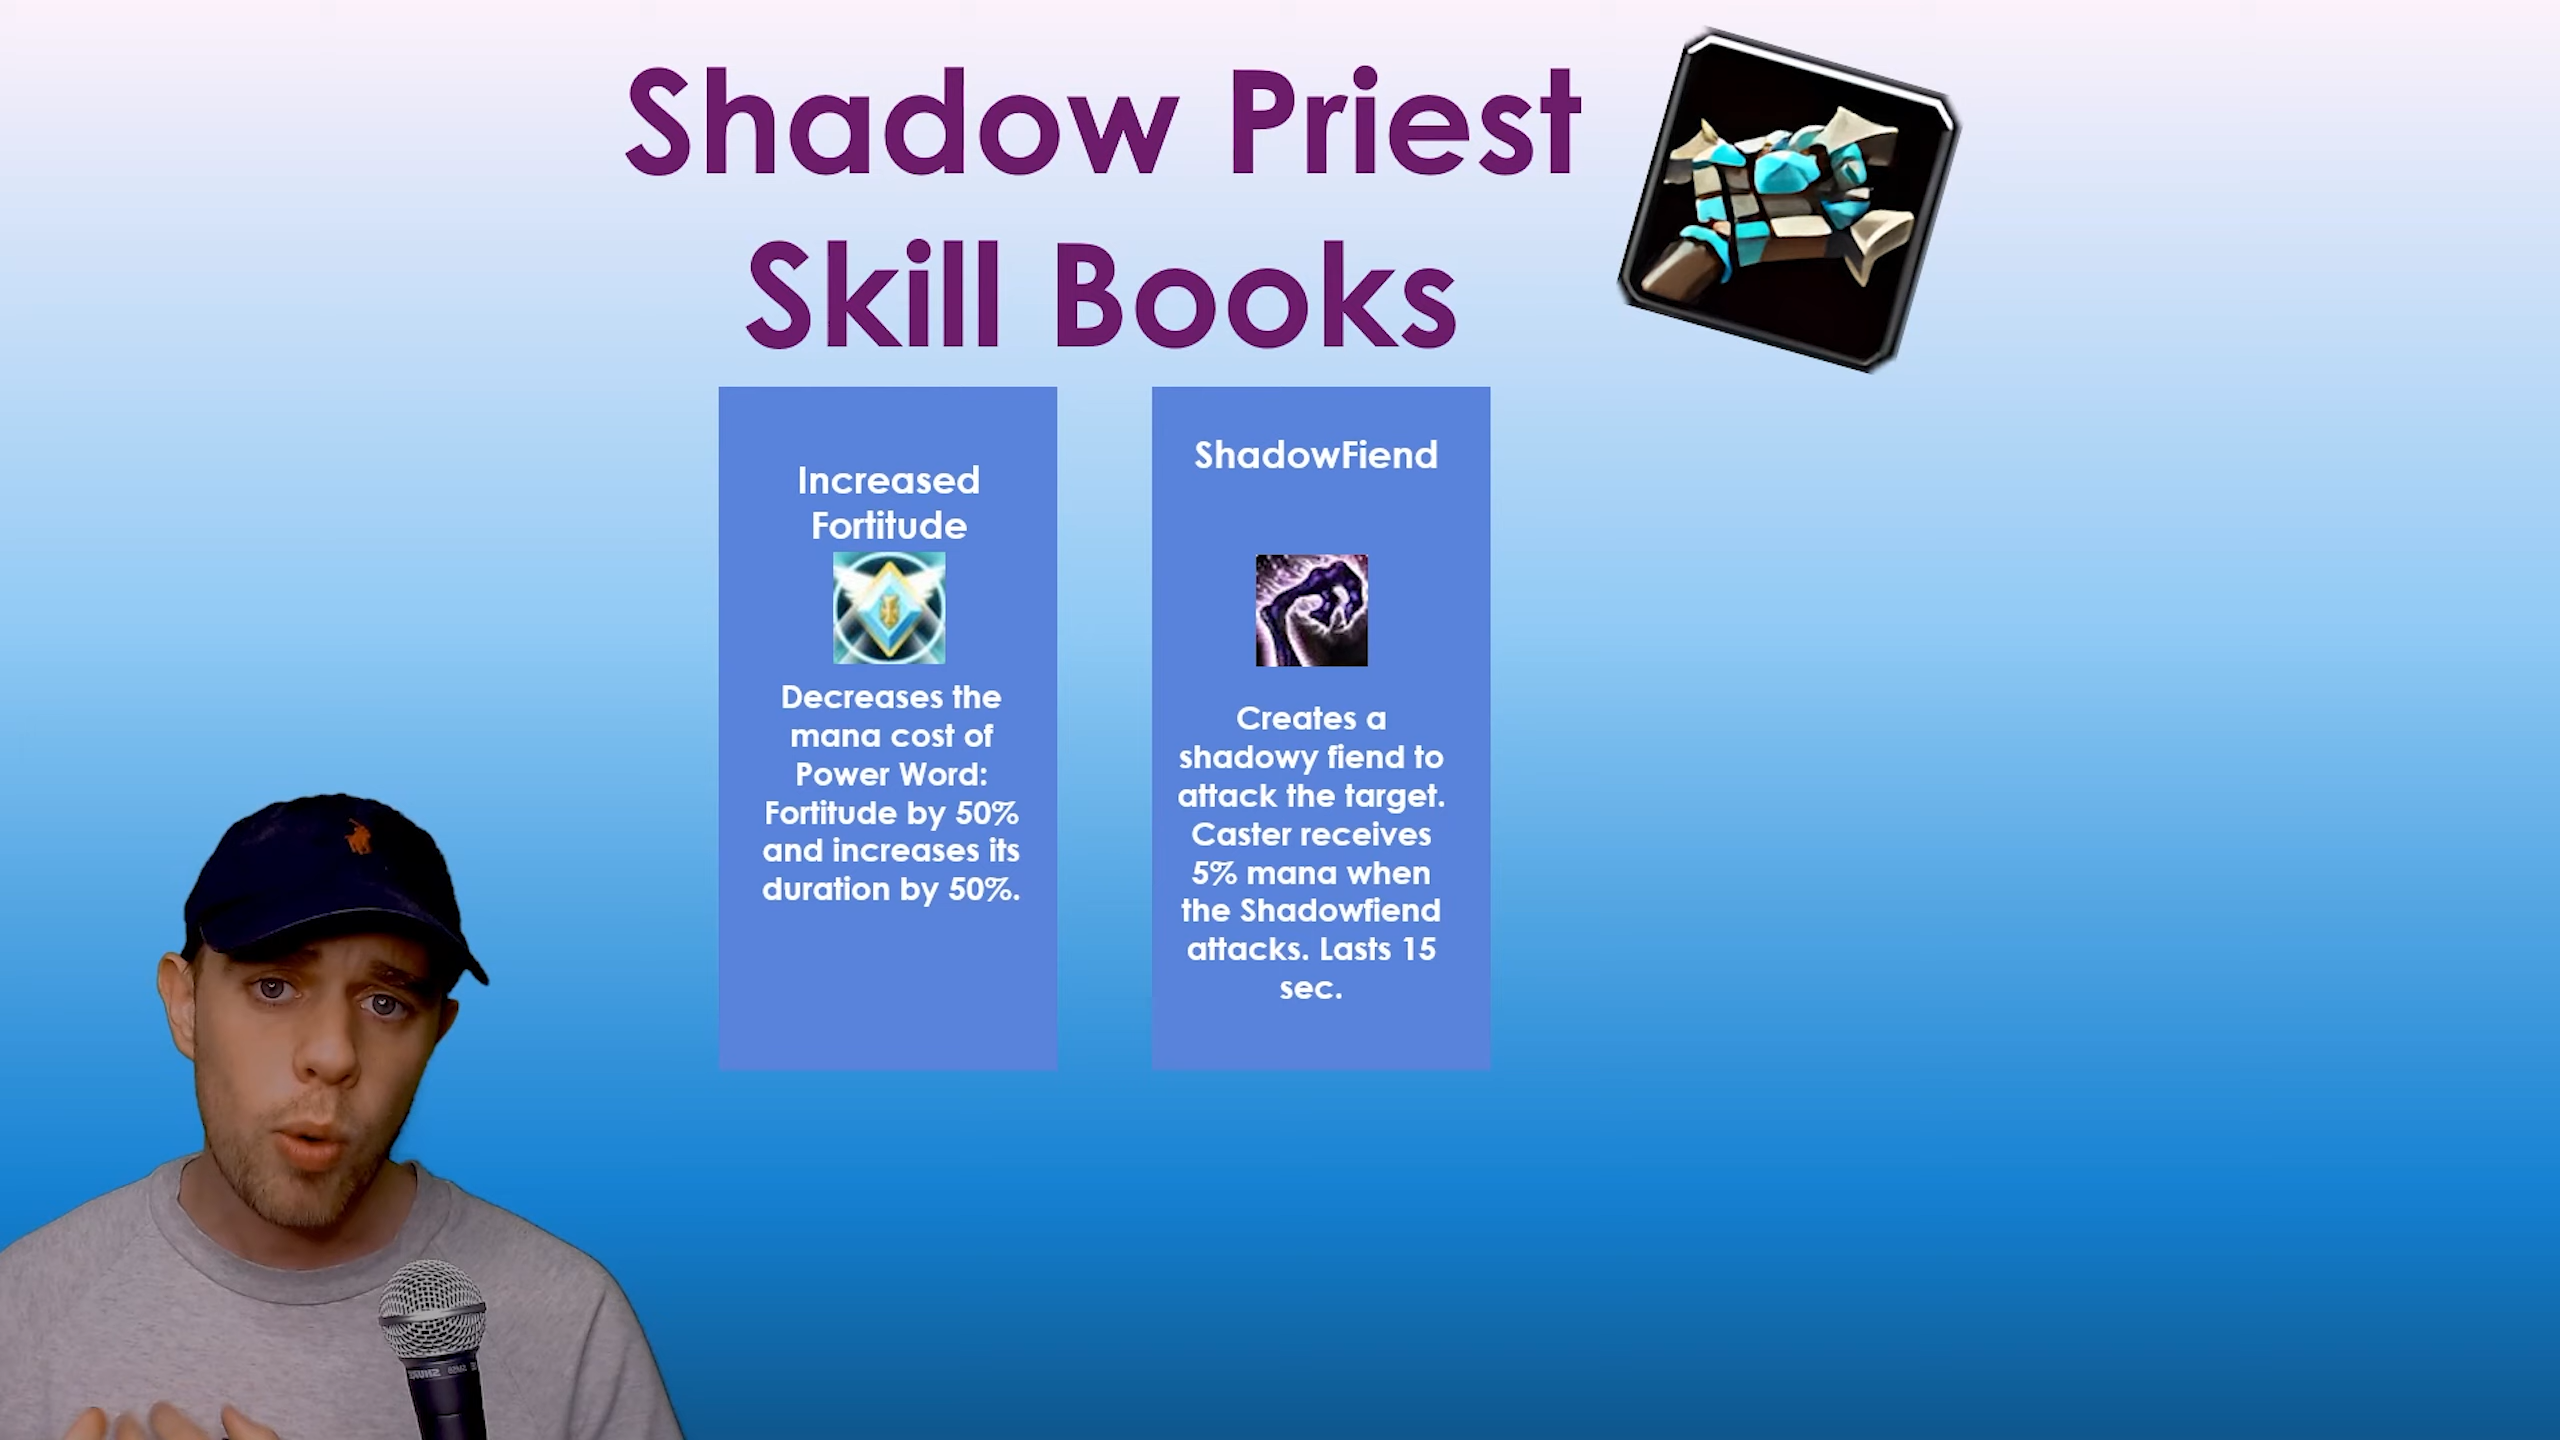 Shadow Priest
Skill Books
Increased
Fortitude
Decreases the
mana cost of
Power Word:
Fortitude by 50%
and increases its
duration by 50%.
ShadowFiend
Creates a
shadowy fiend to
attack the target.
Caster receives
5% mana when
the Shadowfiend
attacks. Lasts 15
sec.